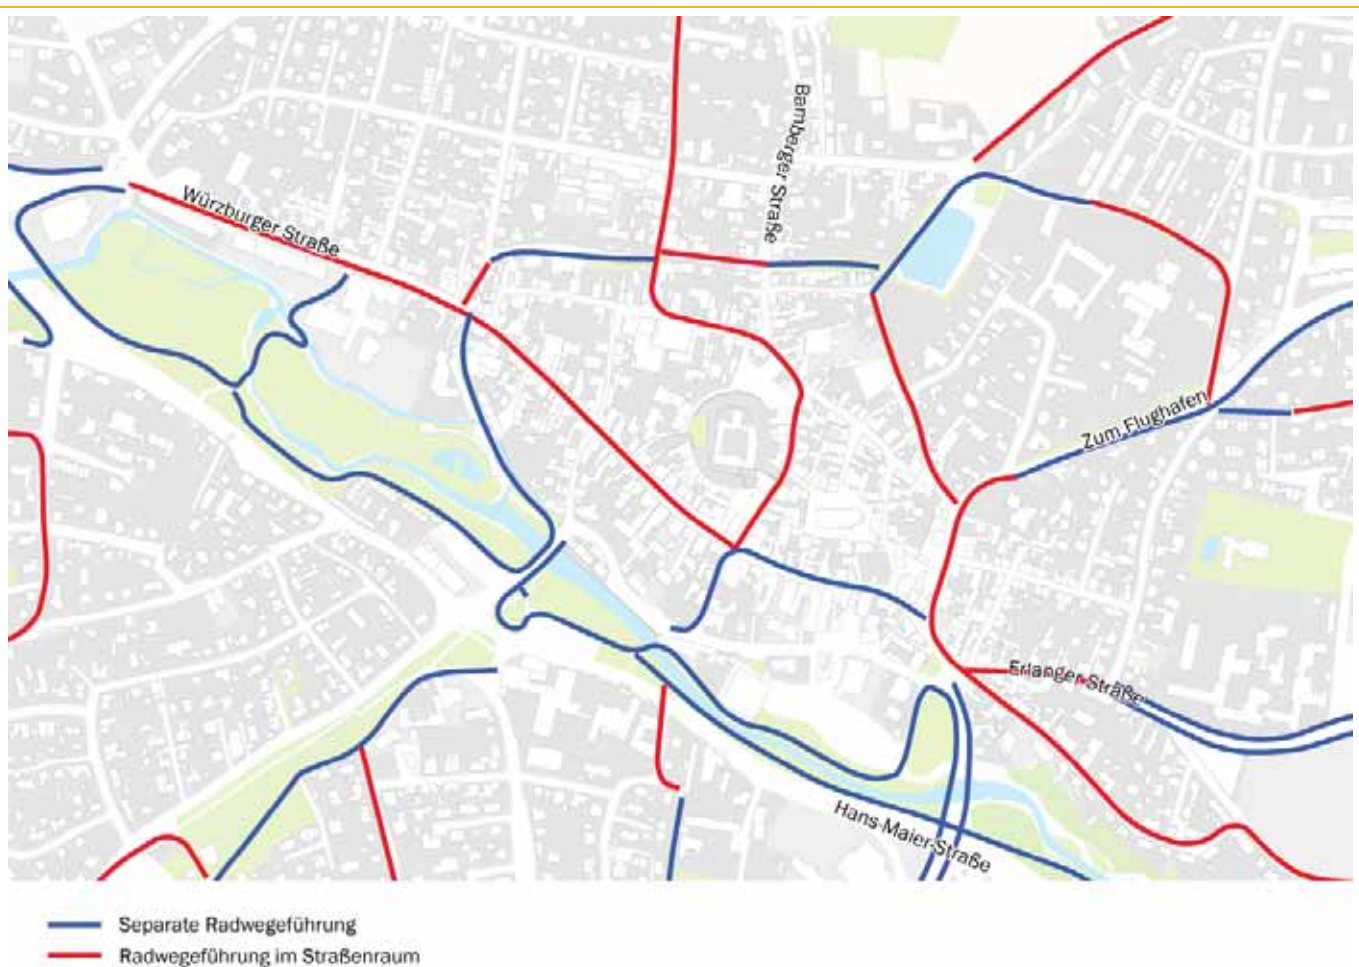 Bamberger Straße
Würzburger Straße
Zum Flughafen
Erlanger Straße
Hans-Maier-Straße
Separate Radwegeführung
Radwegeführung im Straßenraum